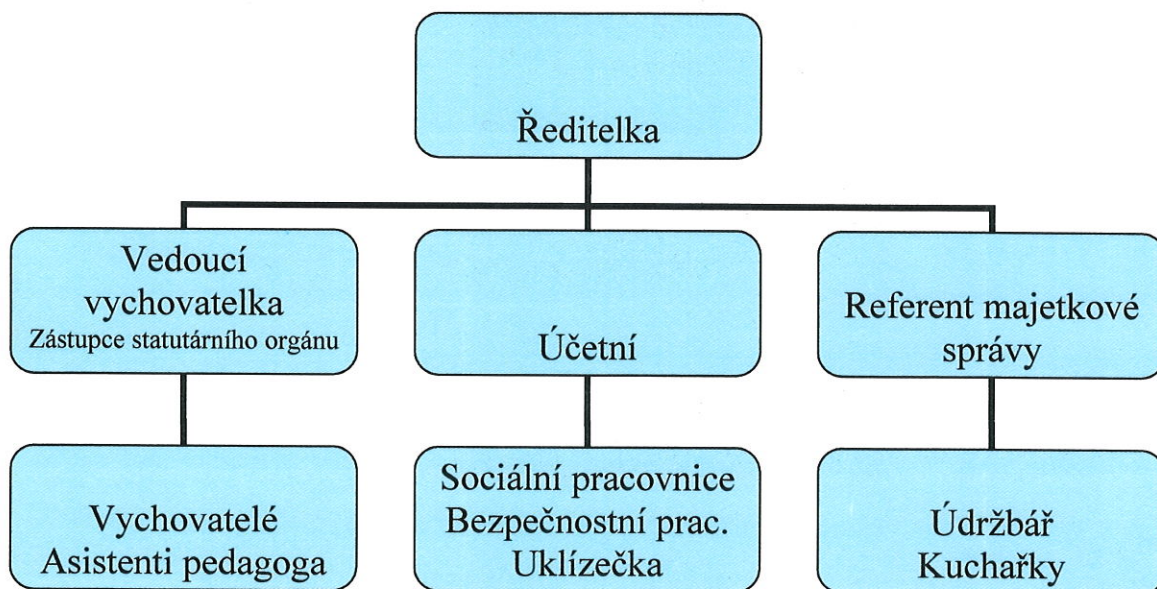 Ředitelka
Vedoucí
vychovatelka
Zástupce statutárního orgánu
Účetní
Referent majetkové
správy
Vychovatelé
Asistenti pedagoga
Sociální pracovnice
Bezpečnostní prac.
Uklízečka
Údržbář
Kuchařky